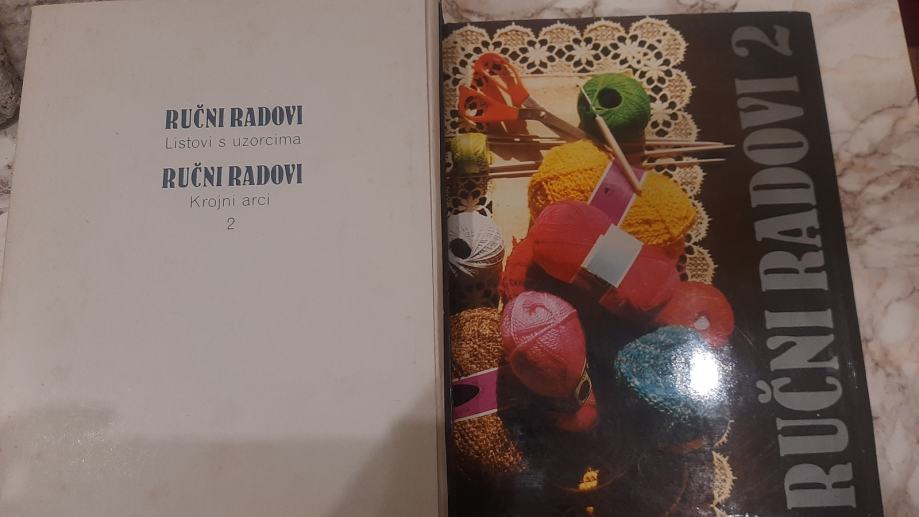 RUČNI RADOVI
Listovi s uzorcima
RUČNI RADOVI
Krojni arci
2
RUČNI RADOVI 2